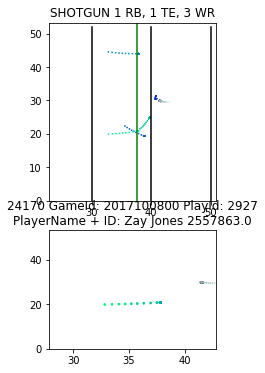 SHOTGUN 1 RB, 1 TE, 3 WR
50
40
30
20
10
0
30 40 50
24170 GameId: 2017100800 PlayId: 2927
PlayerName + ID: Zay Jones 2557863.0
40
20
0
30 35 40